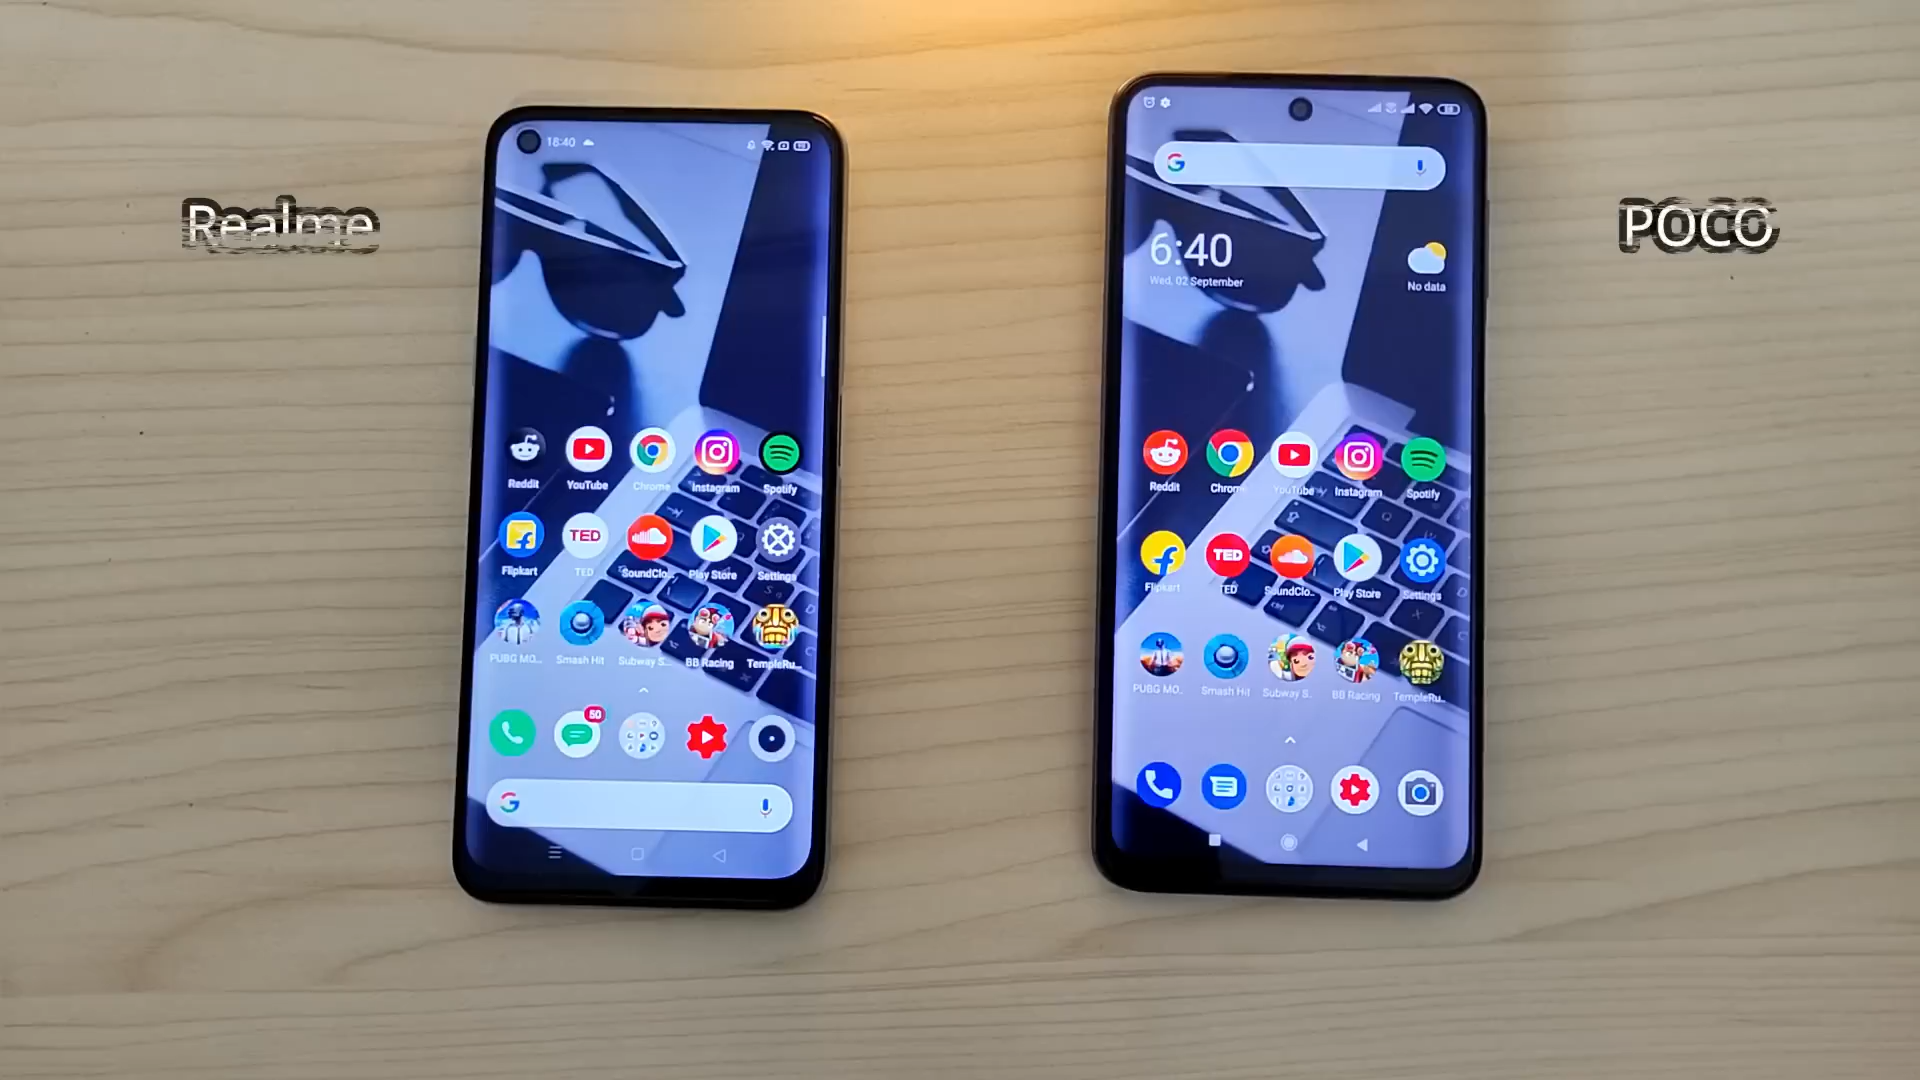 Realme
POCO
18:40
Reddit YouTube Chrome Instagram Spotify
Flipkart TED SoundClo... Play Store Settings
TED
PUBG MO... Smash Hit Subway S... BB Racing TempleRu...
50
6:40
Wed, 02 September
No data
Reddit Chrome YouTube Instagram Spotify
TED
Flipkart TED SoundClo.. Play Store Settings
PUBG MO.. Smash Hit Subway S.. BB Racing TempleRu..